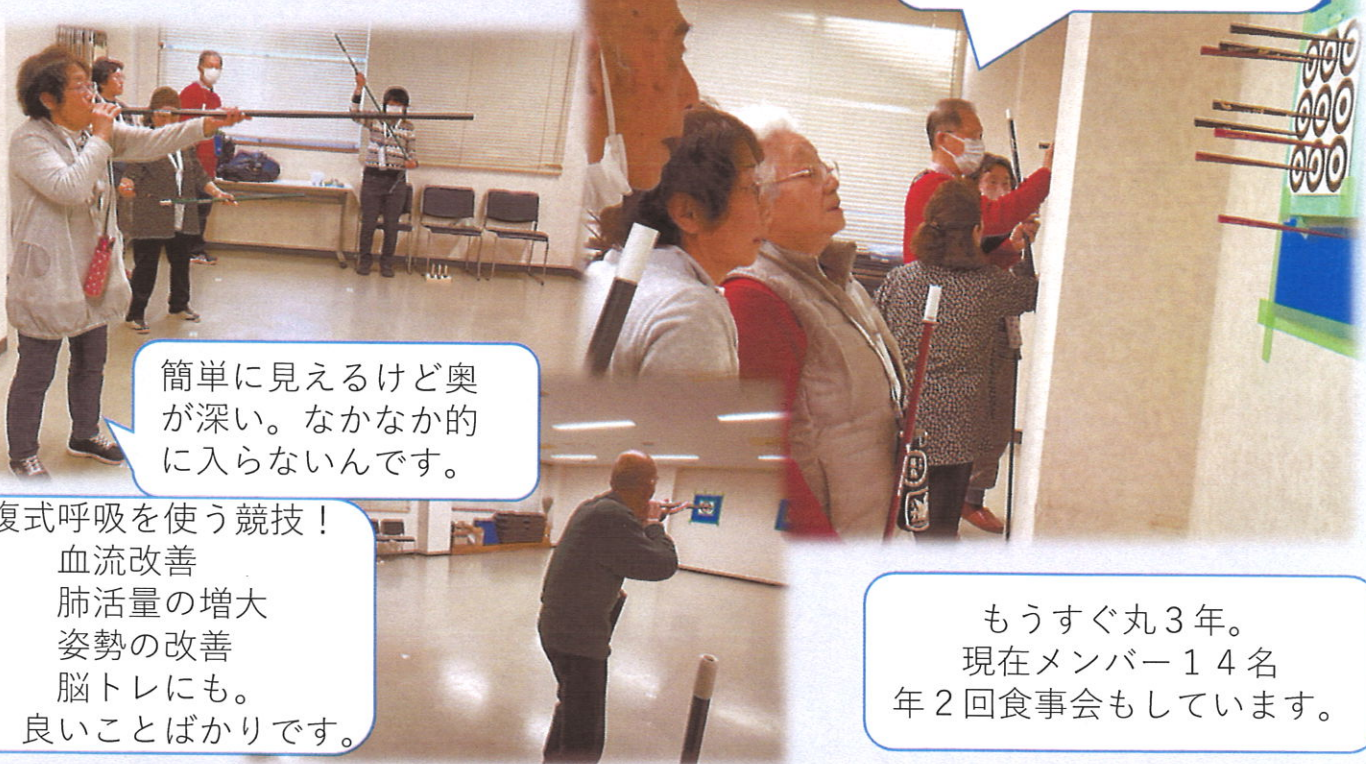 簡単に見えるけど奥
が深い。なかなか的
に入らないんです。
複式呼吸を使う競技！
血流改善
肺活量の増大
姿勢の改善
脳トレにも。
良いことばかりです。
もうすぐ丸３年。
現在メンバー１４名
年２回食事会もしています。